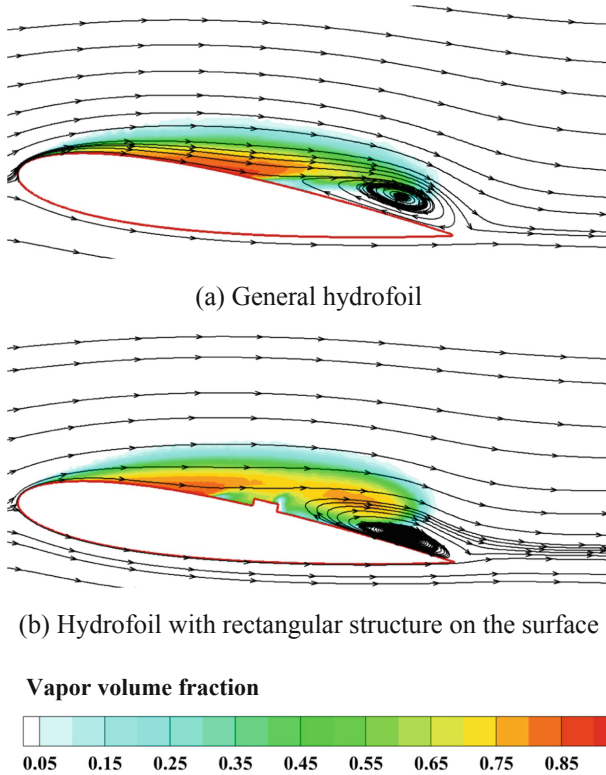 (a) General hydrofoil
(b) Hydrofoil with rectangular structure on the surface
Vapor volume fraction
0.05 0.15 0.25 0.35 0.45 0.55 0.65 0.75 0.85